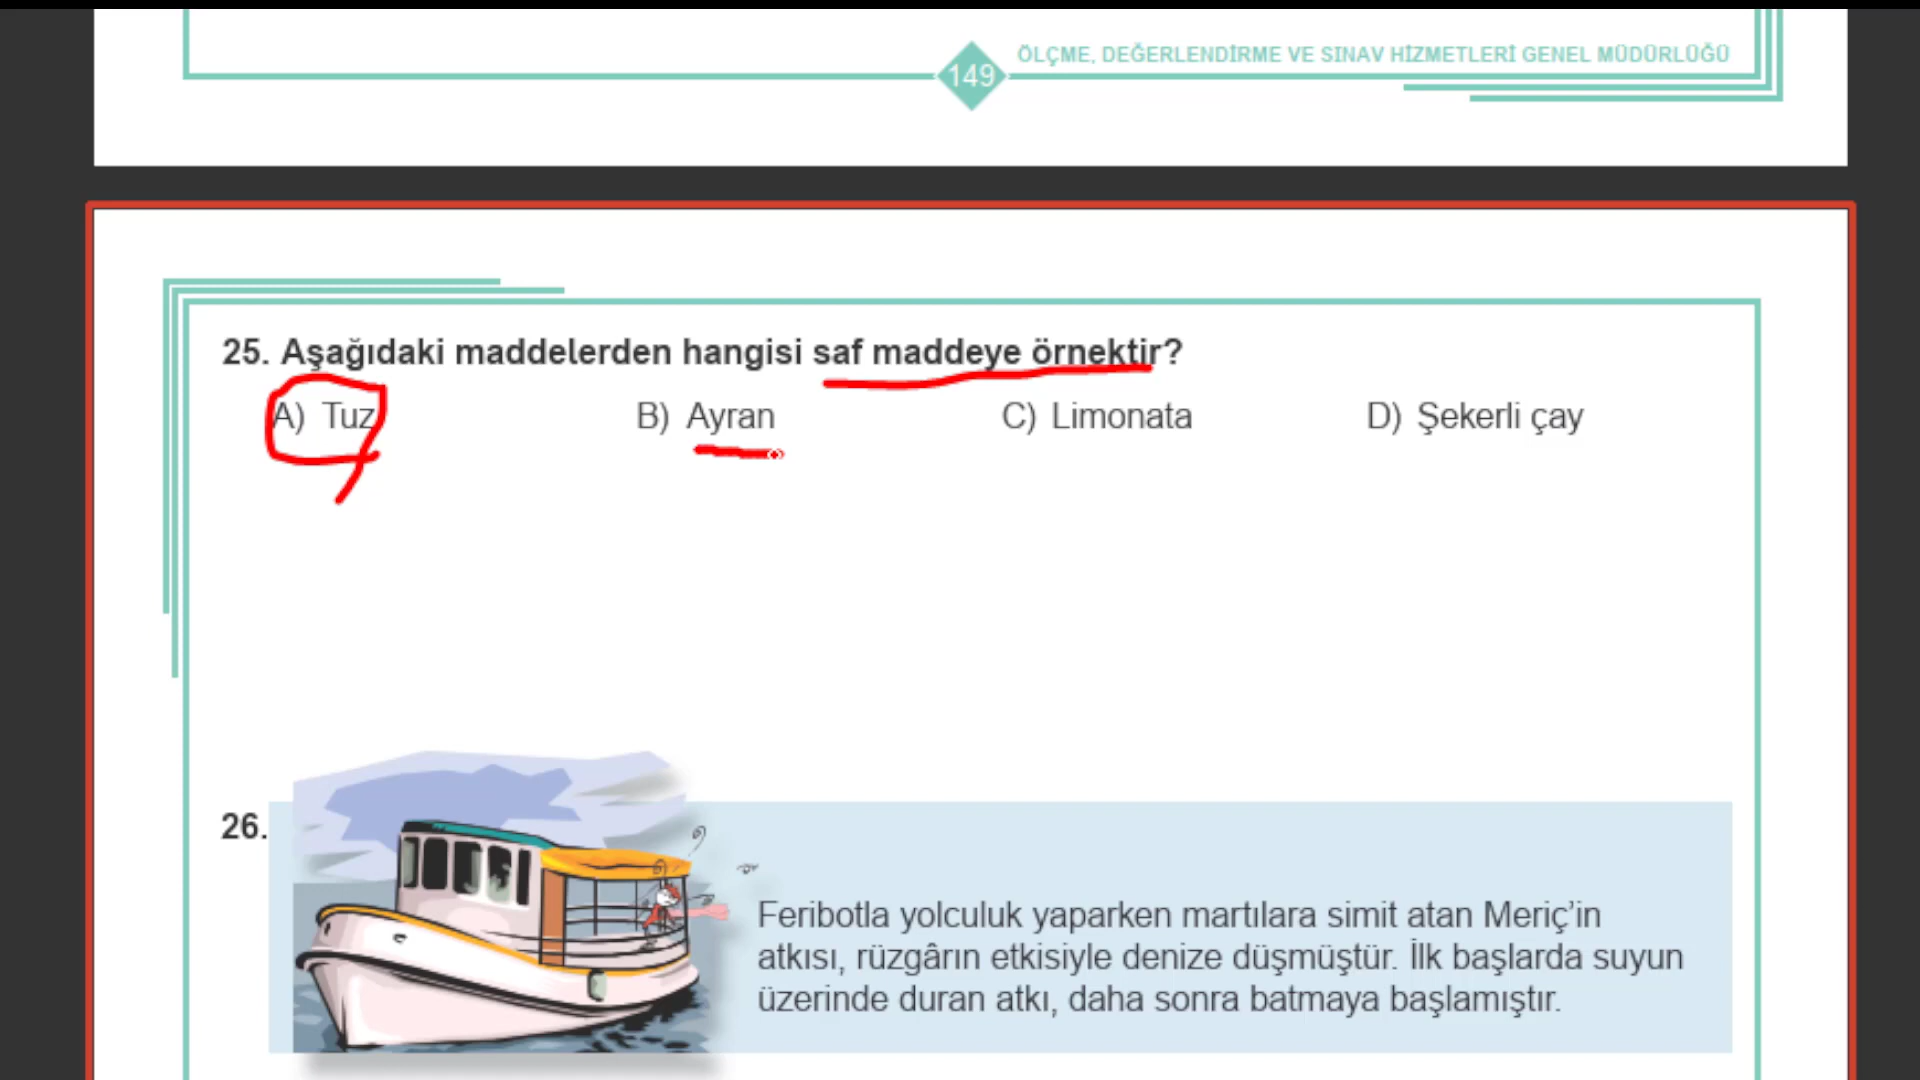 ÖLÇME, DEĞERLENDİRME VE SINAV HİZMETLERİ GENEL MÜDÜRLÜĞÜ
149
25. Aşağıdaki maddelerden hangisi saf maddeye örnektir?
A) Tuz B) Ayran C) Limonata D) Şekerli çay
26.
Feribotla yolculuk yaparken martılara simit atan Meriç’in
atkısı, rüzgârın etkisiyle denize düşmüştür. İlk başlarda suyun
üzerinde duran atkı, daha sonra batmaya başlamıştır.